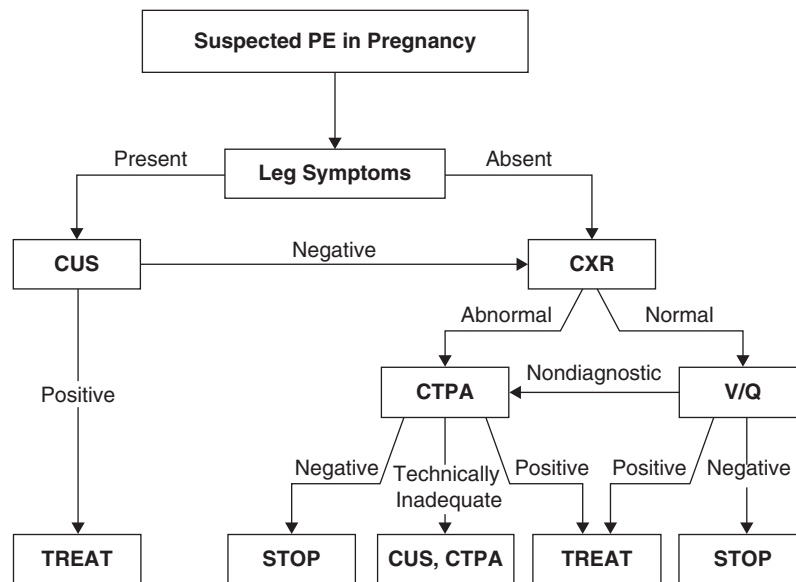 Suspected PE in Pregnancy
Present
Leg Symptoms
Absent
CUS
Negative
CXR
Abnormal
Normal
Positive
CTPA
Nondiagnostic
V/Q
Negative
Technically
Inadequate
Positive
Positive
Negative
TREAT
STOP
CUS, CTPA
TREAT
STOP